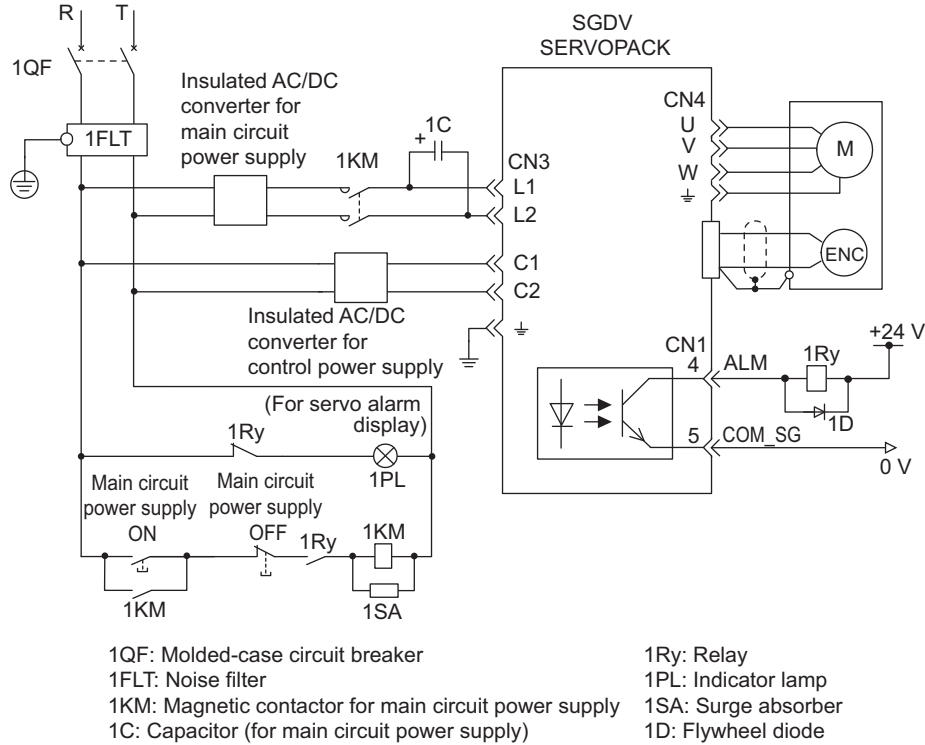 R T
SGDV
SERVOPACK
1QF
Insulated AC/DC
converter for
main circuit
power supply
1FLT
+ 1C
1KM
CN3
L1
L2
C1
C2
CN4
U
V
W
M
ENC
Insulated AC/DC
converter for
control power supply
CN1
4 ALM
1Ry
+24 V
1D
5 COM_SG
0 V
(For servo alarm
display)
1Ry
1PL
Main circuit
power supply
ON
Main circuit
power supply
OFF
1Ry
1KM
1KM
1SA
1QF: Molded-case circuit breaker
1FLT: Noise filter
1KM: Magnetic contactor for main circuit power supply
1C: Capacitor (for main circuit power supply)
1Ry: Relay
1PL: Indicator lamp
1SA: Surge absorber
1D: Flywheel diode